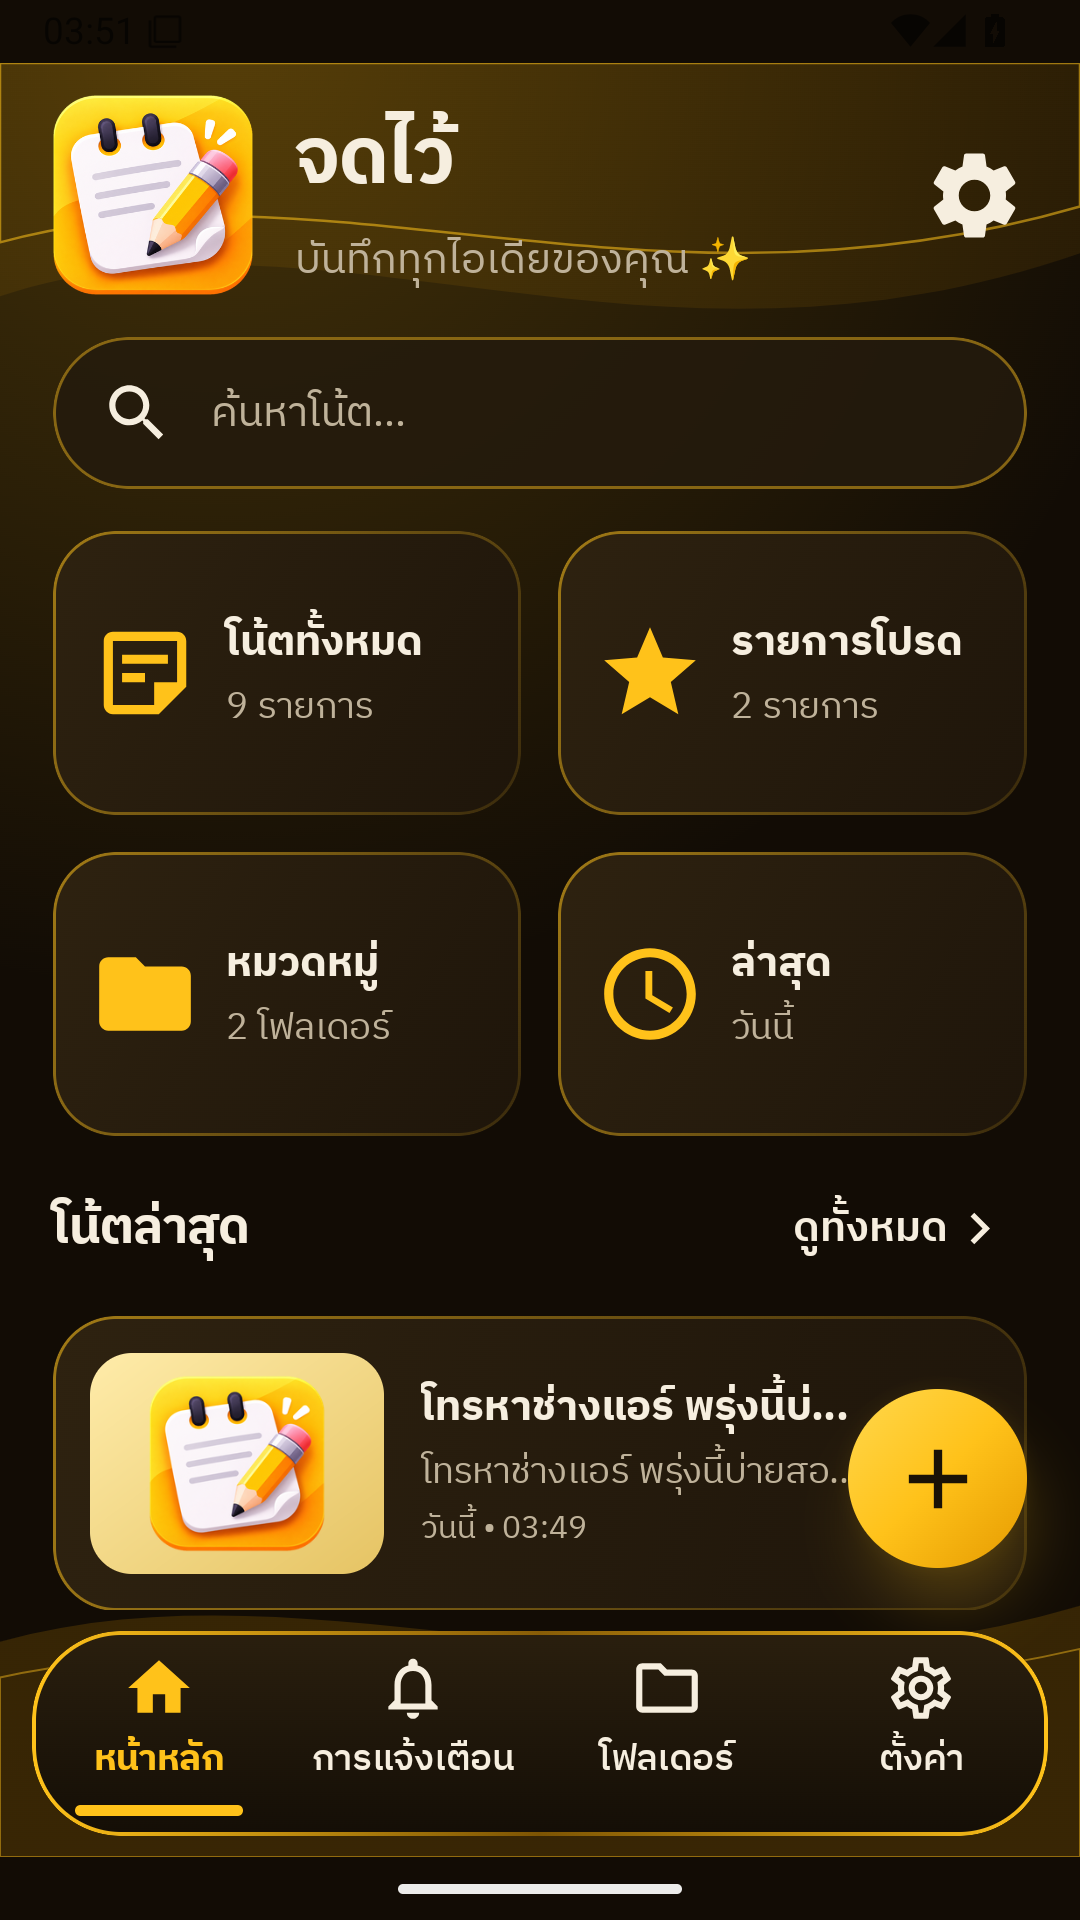 03:51
จดไว้
บันทึกทุกไอเดียของคุณ ✨
ค้นหาโน้ต...
โน้ตทั้งหมด
9 รายการ
รายการโปรด
2 รายการ
หมวดหมู่
2 โฟลเดอร์
ล่าสุด
วันนี้
โน้ตล่าสุด
ดูทั้งหมด
โทรหาช่างแอร์ พรุ่งนี้บ่...
โทรหาช่างแอร์ พรุ่งนี้บ่ายสอ..
วันนี้ • 03:49
หน้าหลัก
การแจ้งเตือน
โฟลเดอร์
ตั้งค่า